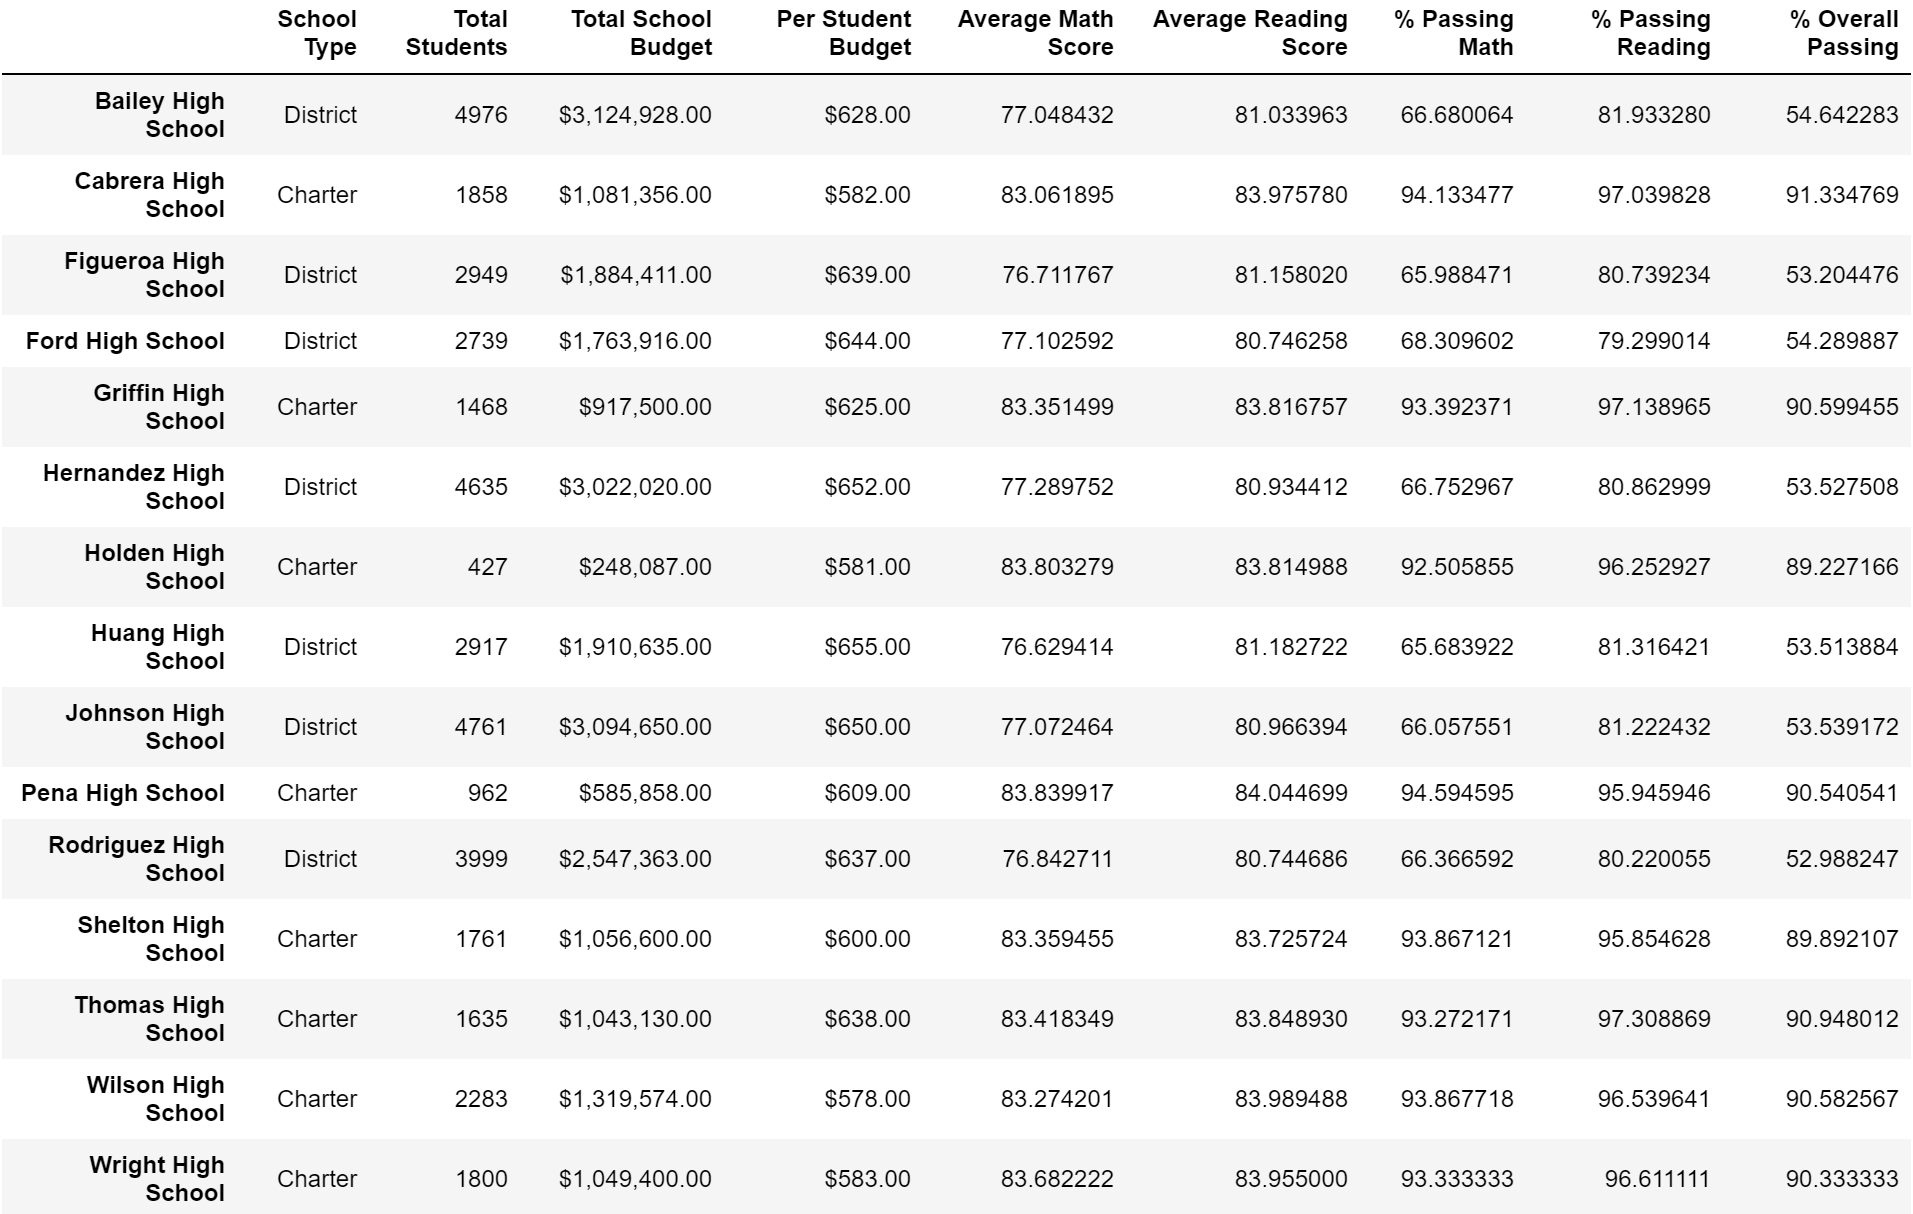 School Type Total Students Total School Budget Per Student Budget Average Math Score Average Reading Score % Passing Math % Passing Reading % Overall Passing
Bailey High School District 4976 $3,124,928.00 $628.00 77.048432 81.033963 66.680064 81.933280 54.642283
Cabrera High School Charter 1858 $1,081,356.00 $582.00 83.061895 83.975780 94.133477 97.039828 91.334769
Figueroa High School District 2949 $1,884,411.00 $639.00 76.711767 81.158020 65.988471 80.739234 53.204476
Ford High School District 2739 $1,763,916.00 $644.00 77.102592 80.746258 68.309602 79.299014 54.289887
Griffin High School Charter 1468 $917,500.00 $625.00 83.351499 83.816757 93.392371 97.138965 90.599455
Hernandez High School District 4635 $3,022,020.00 $652.00 77.289752 80.934412 66.752967 80.862999 53.527508
Holden High School Charter 427 $248,087.00 $581.00 83.803279 83.814988 92.505855 96.252927 89.227166
Huang High School District 2917 $1,910,635.00 $655.00 76.629414 81.182722 65.683922 81.316421 53.513884
Johnson High School District 4761 $3,094,650.00 $650.00 77.072464 80.966394 66.057551 81.222432 53.539172
Pena High School Charter 962 $585,858.00 $609.00 83.839917 84.044699 94.594595 95.945946 90.540541
Rodriguez High School District 3999 $2,547,363.00 $637.00 76.842711 80.744686 66.366592 80.220055 52.988247
Shelton High School Charter 1761 $1,056,600.00 $600.00 83.359455 83.725724 93.867121 95.854628 89.892107
Thomas High School Charter 1635 $1,043,130.00 $638.00 83.418349 83.848930 93.272171 97.308869 90.948012
Wilson High School Charter 2283 $1,319,574.00 $578.00 83.274201 83.989488 93.867718 96.539641 90.582567
Wright High School Charter 1800 $1,049,400.00 $583.00 83.682222 83.955000 93.333333 96.611111 90.333333